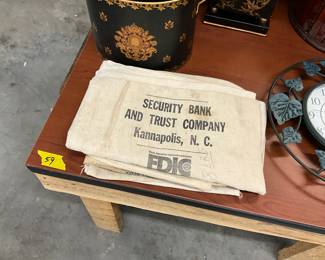 SECURITY BANK
AND TRUST COMPANY
Kannapolis, N. C.
FDIC
59